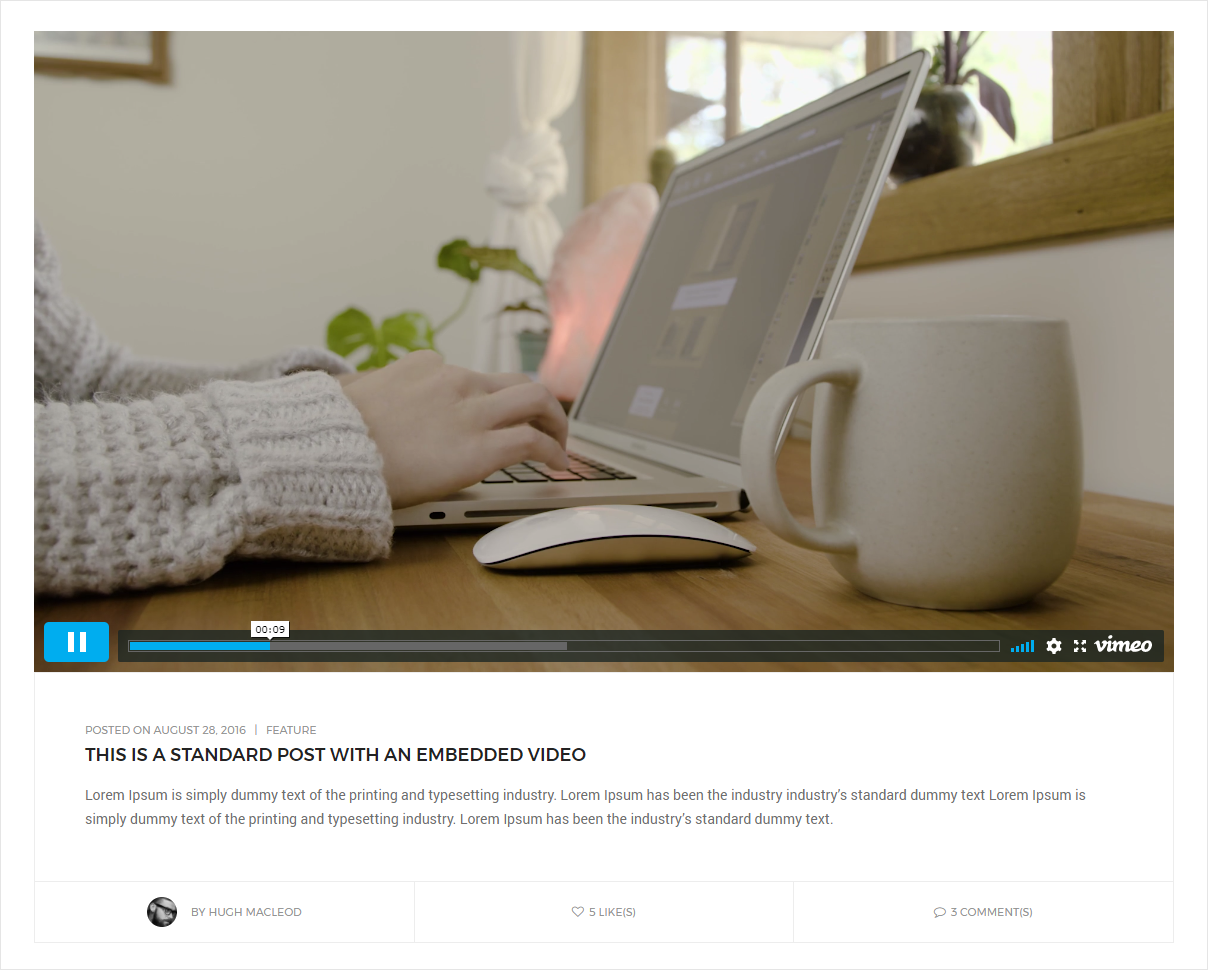 00:09
vimeo
POSTED ON AUGUST 28, 2016 | FEATURE
THIS IS A STANDARD POST WITH AN EMBEDDED VIDEO
Lorem Ipsum is simply dummy text of the printing and typesetting industry. Lorem Ipsum has been the industry industry’s standard dummy text Lorem Ipsum is
simply dummy text of the printing and typesetting industry. Lorem Ipsum has been the industry’s standard dummy text.
BY HUGH MACLEOD
5 LIKE(S)
3 COMMENT(S)